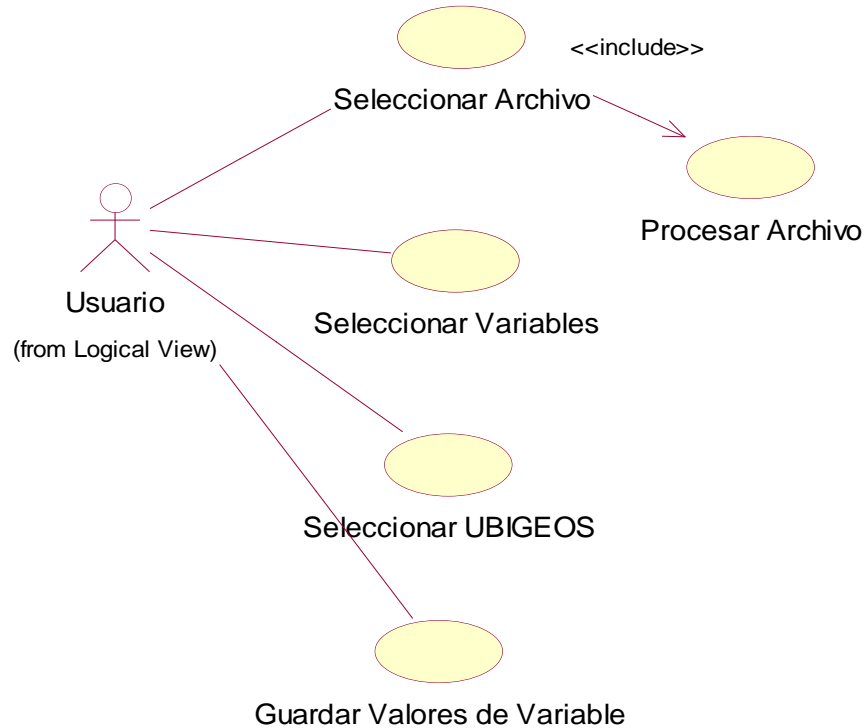 <<include>>
Seleccionar Archivo
Procesar Archivo
Usuario
(from Logical View)
Seleccionar Variables
Seleccionar UBIGEOS
Guardar Valores de Variable